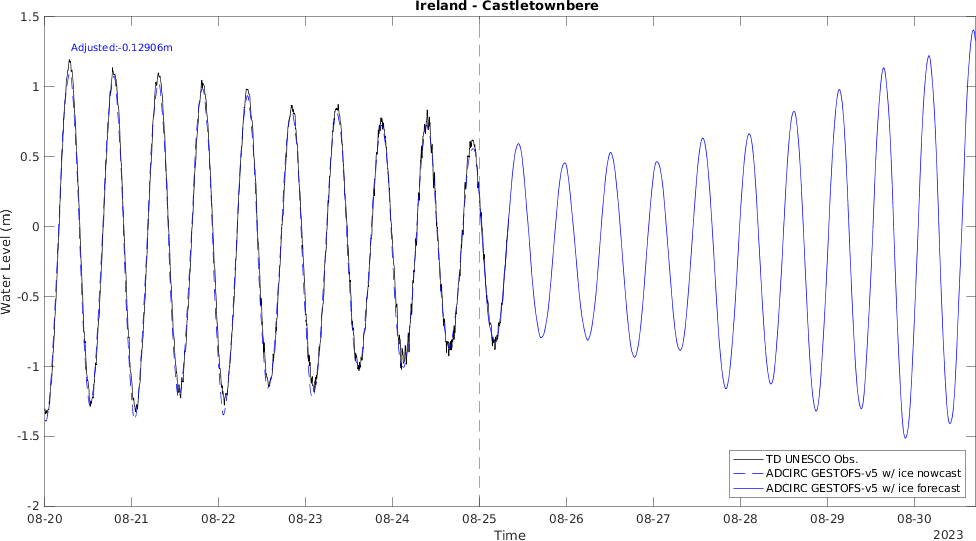 Ireland - Castletownbere
Adjusted:-0.12906m
1.5
1
0.5
0
-0.5
-1
-1.5
-2
Water Level (m)
TD UNESCO Obs.
ADCIRC GESTOFS-v5 w/ ice nowcast
ADCIRC GESTOFS-v5 w/ ice forecast
08-20 08-21 08-22 08-23 08-24 08-25 08-26 08-27 08-28 08-29 08-30
Time
2023